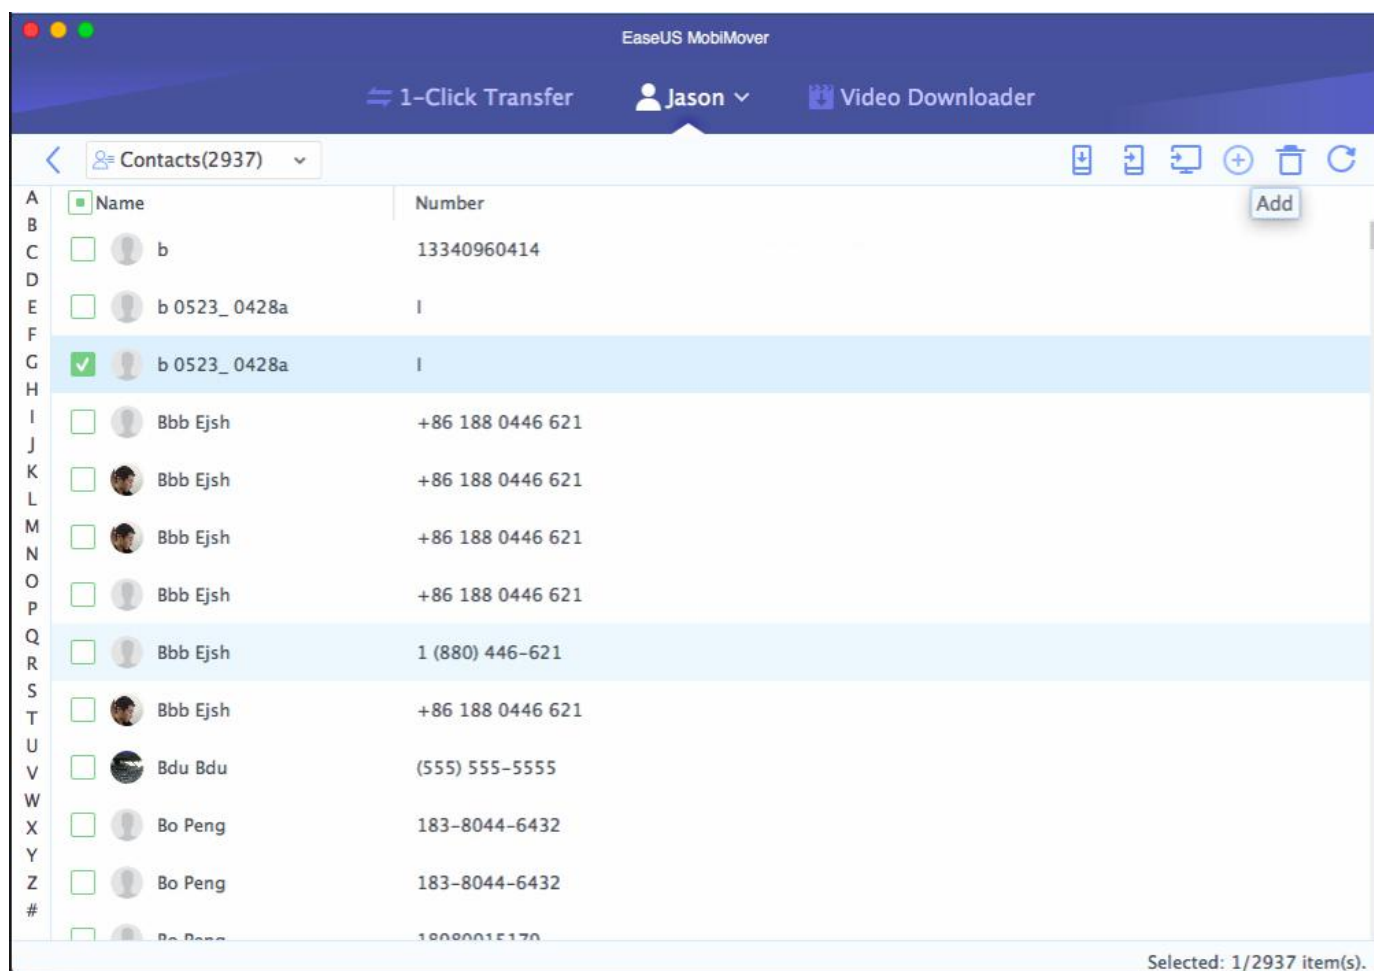 EaseUS MobiMover
1-Click Transfer Jason Video Downloader
Contacts(2937)
Add
Name Number
A
B
C
D
E
F
G
H
I
J
K
L
M
N
O
P
Q
R
S
T
U
V
W
X
Y
Z
#
b 13340960414
b 0523_ 0428a I
b 0523_ 0428a I
Bbb Ejsh +86 188 0446 621
Bbb Ejsh +86 188 0446 621
Bbb Ejsh +86 188 0446 621
Bbb Ejsh +86 188 0446 621
Bbb Ejsh 1 (880) 446-621
Bbb Ejsh +86 188 0446 621
Bdu Bdu (555) 555-5555
Bo Peng 183-8044-6432
Bo Peng 183-8044-6432
Bo Peng
Selected: 1/2937 item(s).